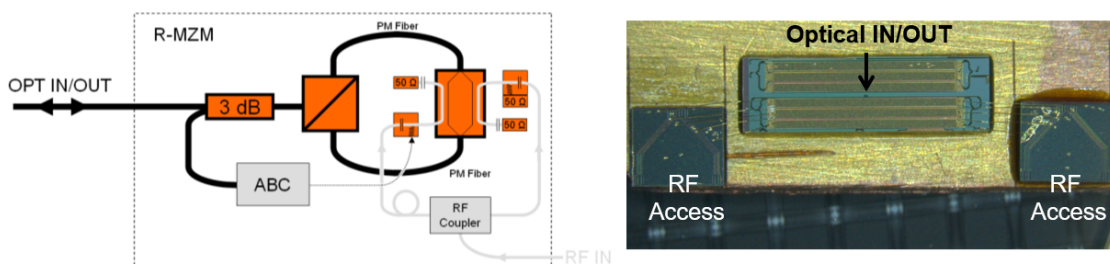 R-MZM
PM Fiber
OPT IN/OUT
3 dB
50 Ω
50 Ω
50 Ω
ABC
PM Fiber
RF
Coupler
RF IN
Optical IN/OUT
RF
Access
RF
Access